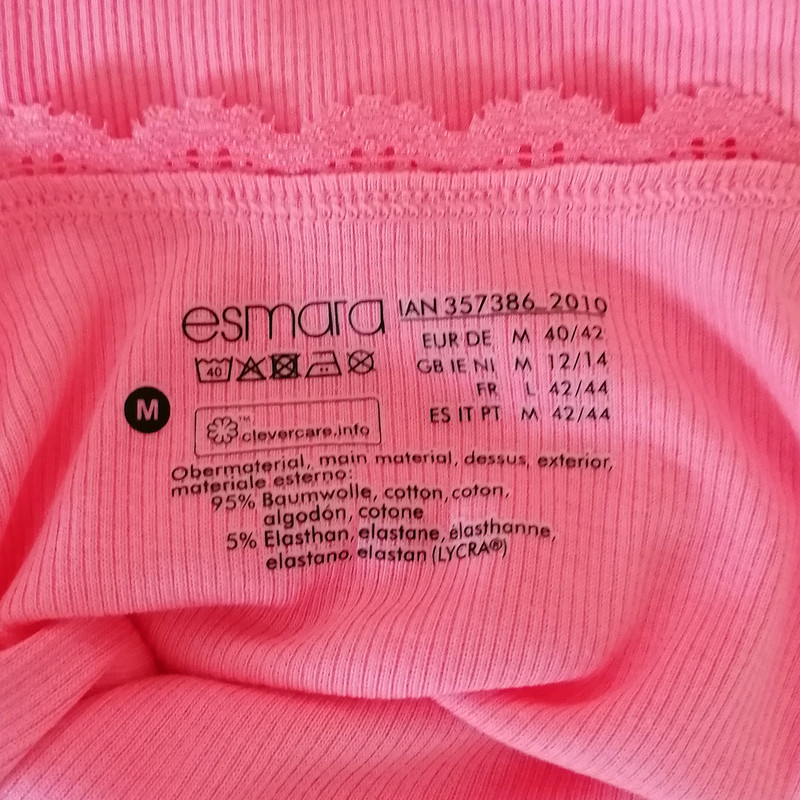 esmara
IAN 357386_2010
EUR DE M 40/42
GB IE NI M 12/14
FR L 42/44
ES IT PT M 42/44
40
M
clevercare.info™
Obermaterial, main material, dessus, exterior,
materiale esterno:
95% Baumwolle, cotton, coton,
algodón, cotone
5% Elasthan, elastane, élasthanne,
elastano, elastan (LYCRA®)